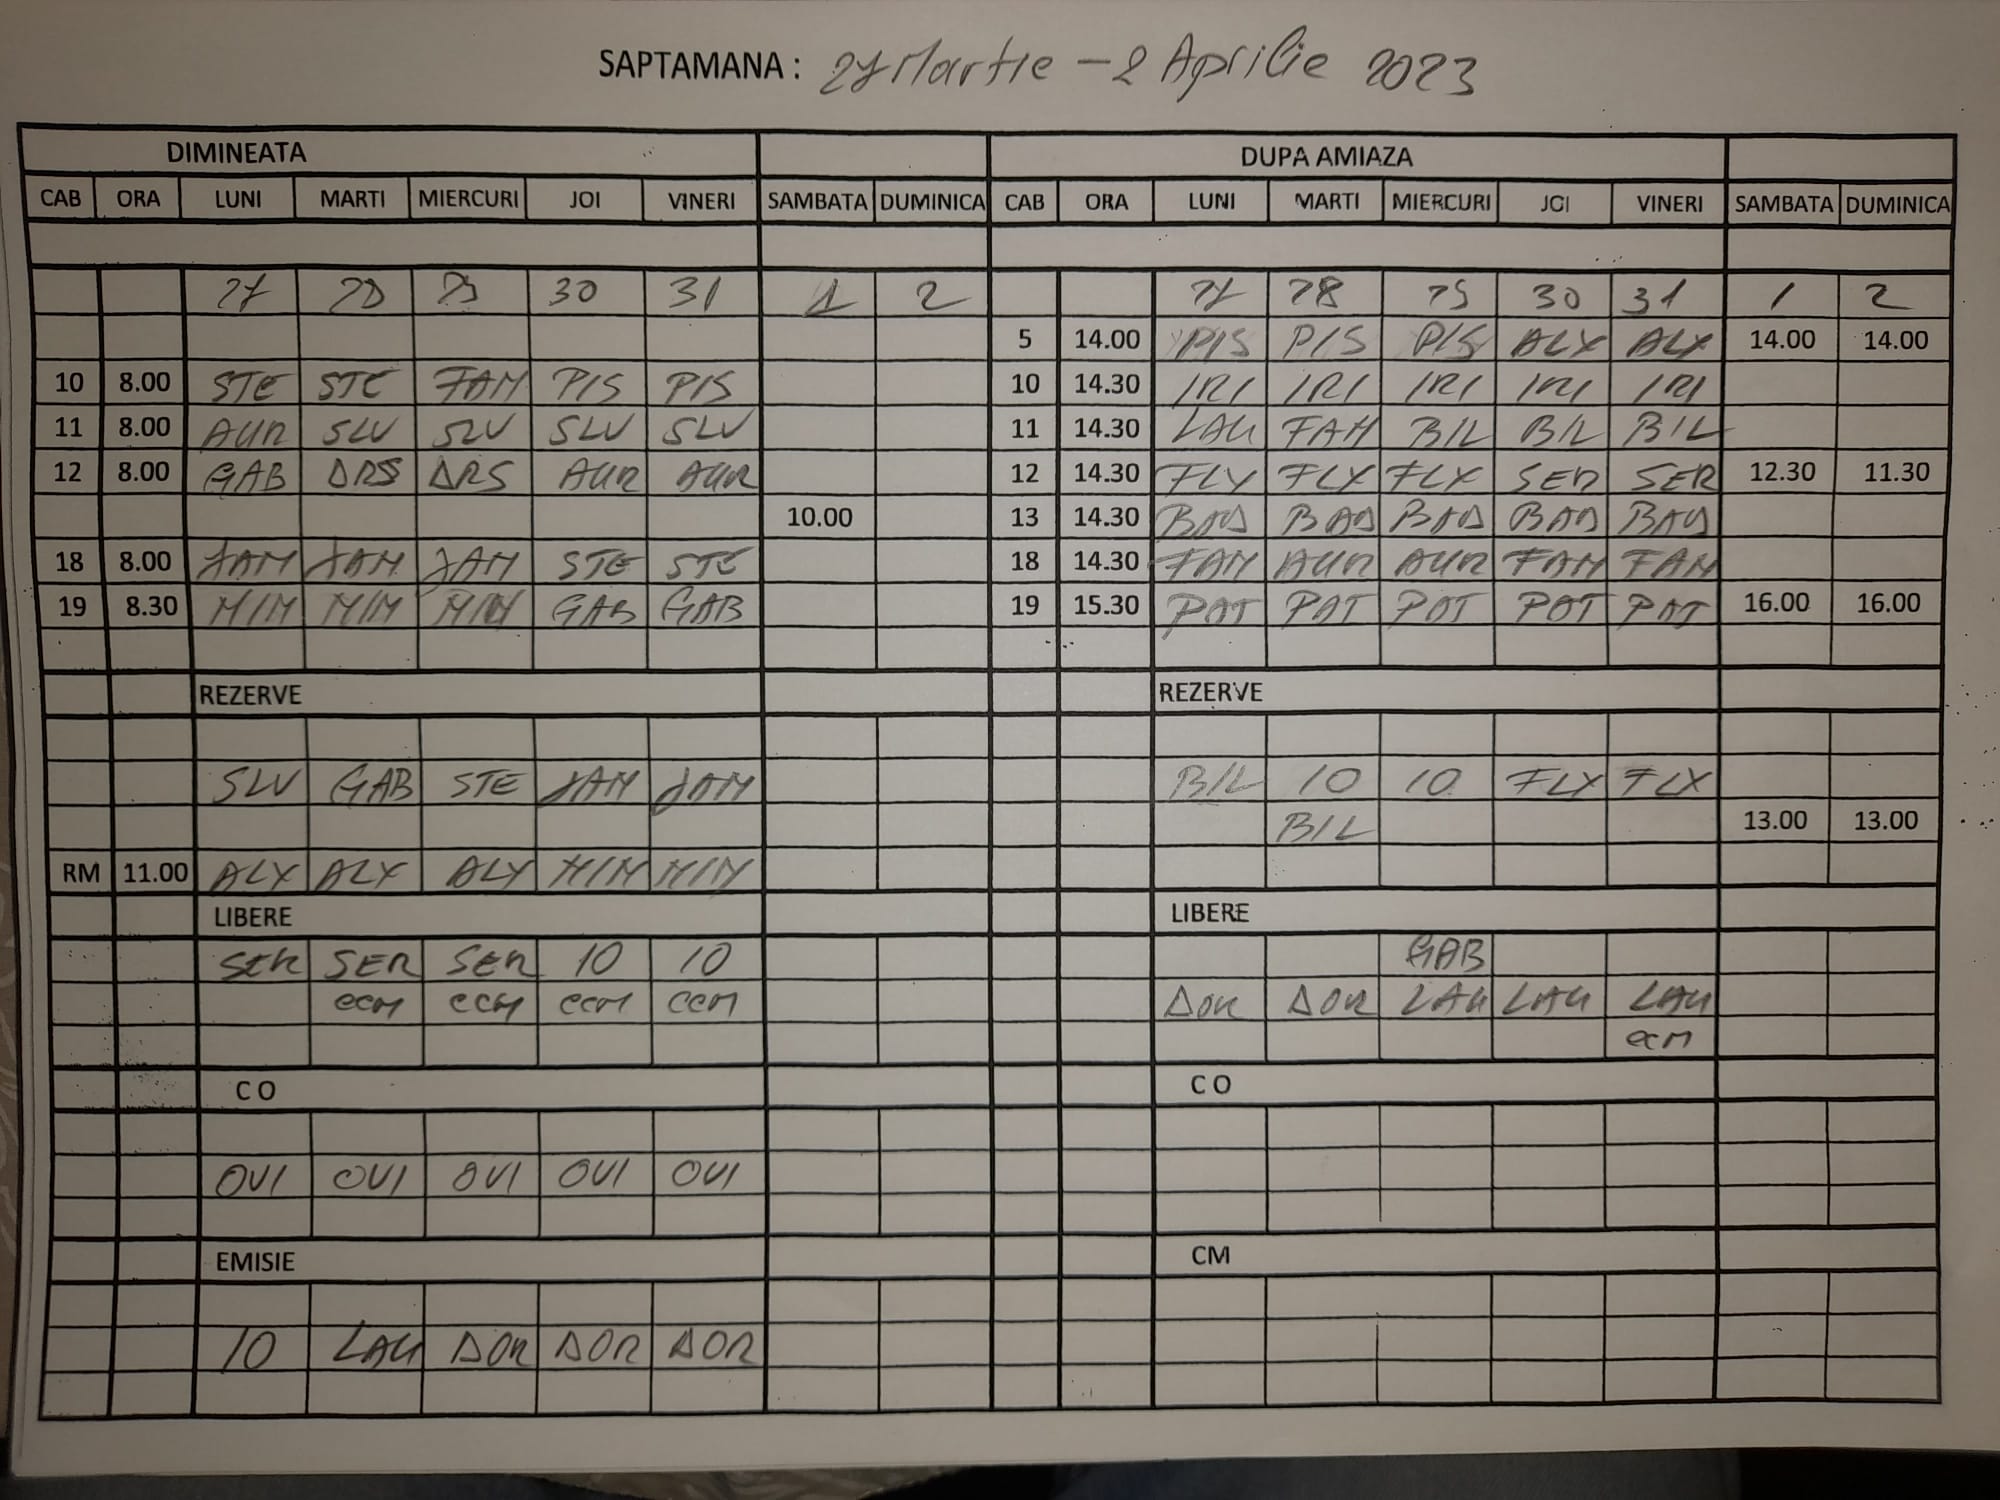 SAPTAMANA : 27 Martie - 2 Aprilie 2023
DIMINEATA DUPA AMIAZA
CAB ORA LUNI MARTI MIERCURI JOI VINERI SAMBATA DUMINICA CAB ORA LUNI MARTI MIERCURI JOI VINERI SAMBATA DUMINICA
27 28 29 30 31 1 2 27 28 29 30 31 1 2
5 14.00 PIS PIS PIS ALX ALX 14.00 14.00
10 8.00 STE STE FAM PIS PIS 10 14.30 IRI IRI IRI IRI IRI
11 8.00 AUR SLV SLV SLV SLV 11 14.30 LAU FAM BIL BIL BIL
12 8.00 GAB DRS DRS AUR AUR 12 14.30 FLX FLX FLX SER SER 12.30 11.30
10.00 13 14.30 BAD BAD BAD BAD BAD
18 8.00 JAM JAM JAM STE STE 18 14.30 FAM AUR AUR FAM FAM
19 8.30 MIM MIM MIM GAB GAB 19 15.30 POT POT POT POT POT 16.00 16.00
REZERVE REZERVE
SLV GAB STE JAM JAM BIL 10 10 FLX FLX
BIL 13.00 13.00
RM 11.00 ALX ALX ALX MIM MIM
LIBERE LIBERE
SER SER SER 10 10 GAB
ecm ecm ecm ecm DOR DOR LAU LAU LAU
ecm
C O C O
OVI OVI OVI OVI OVI
EMISIE CM
10 LAU DOR DOR DOR